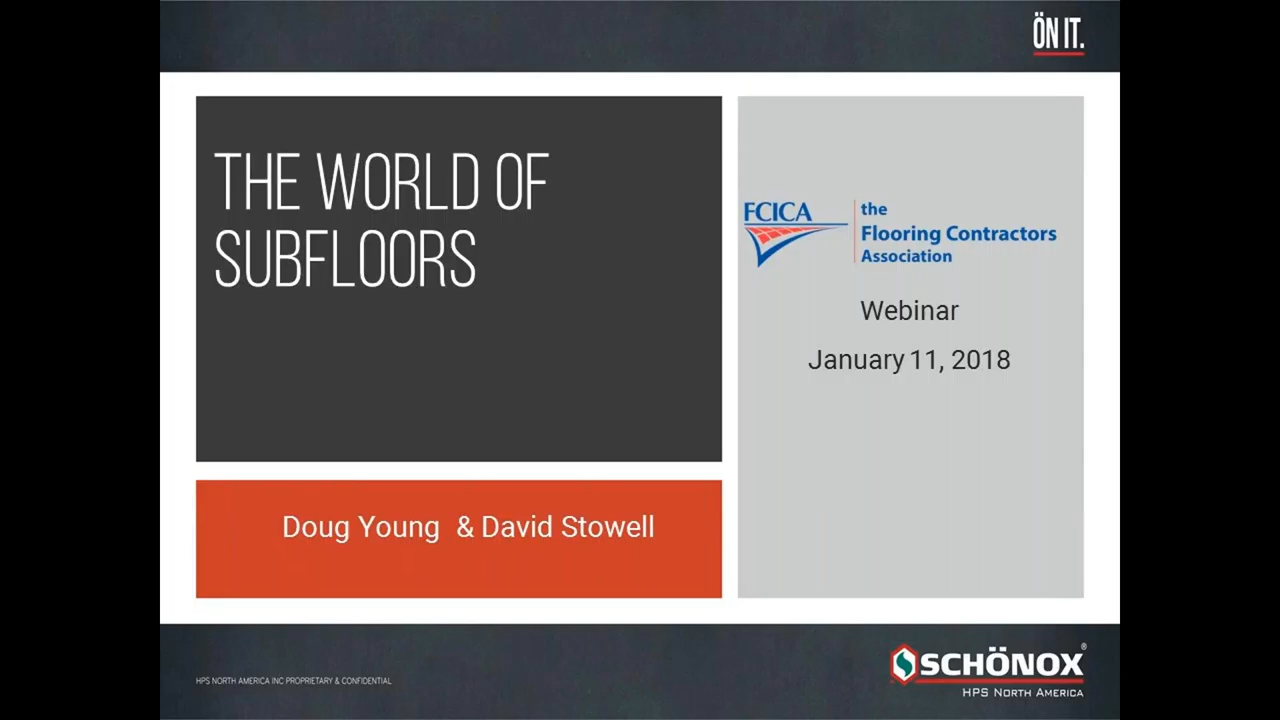 ÖN IT.
THE WORLD OF
SUBFLOORS
FCICA
the
Flooring Contractors
Association
Webinar
January 11, 2018
Doug Young & David Stowell
HPS NORTH AMERICA INC PROPRIETARY & CONFIDENTIAL
SCHÖNOX®
HPS NORTH AMERICA